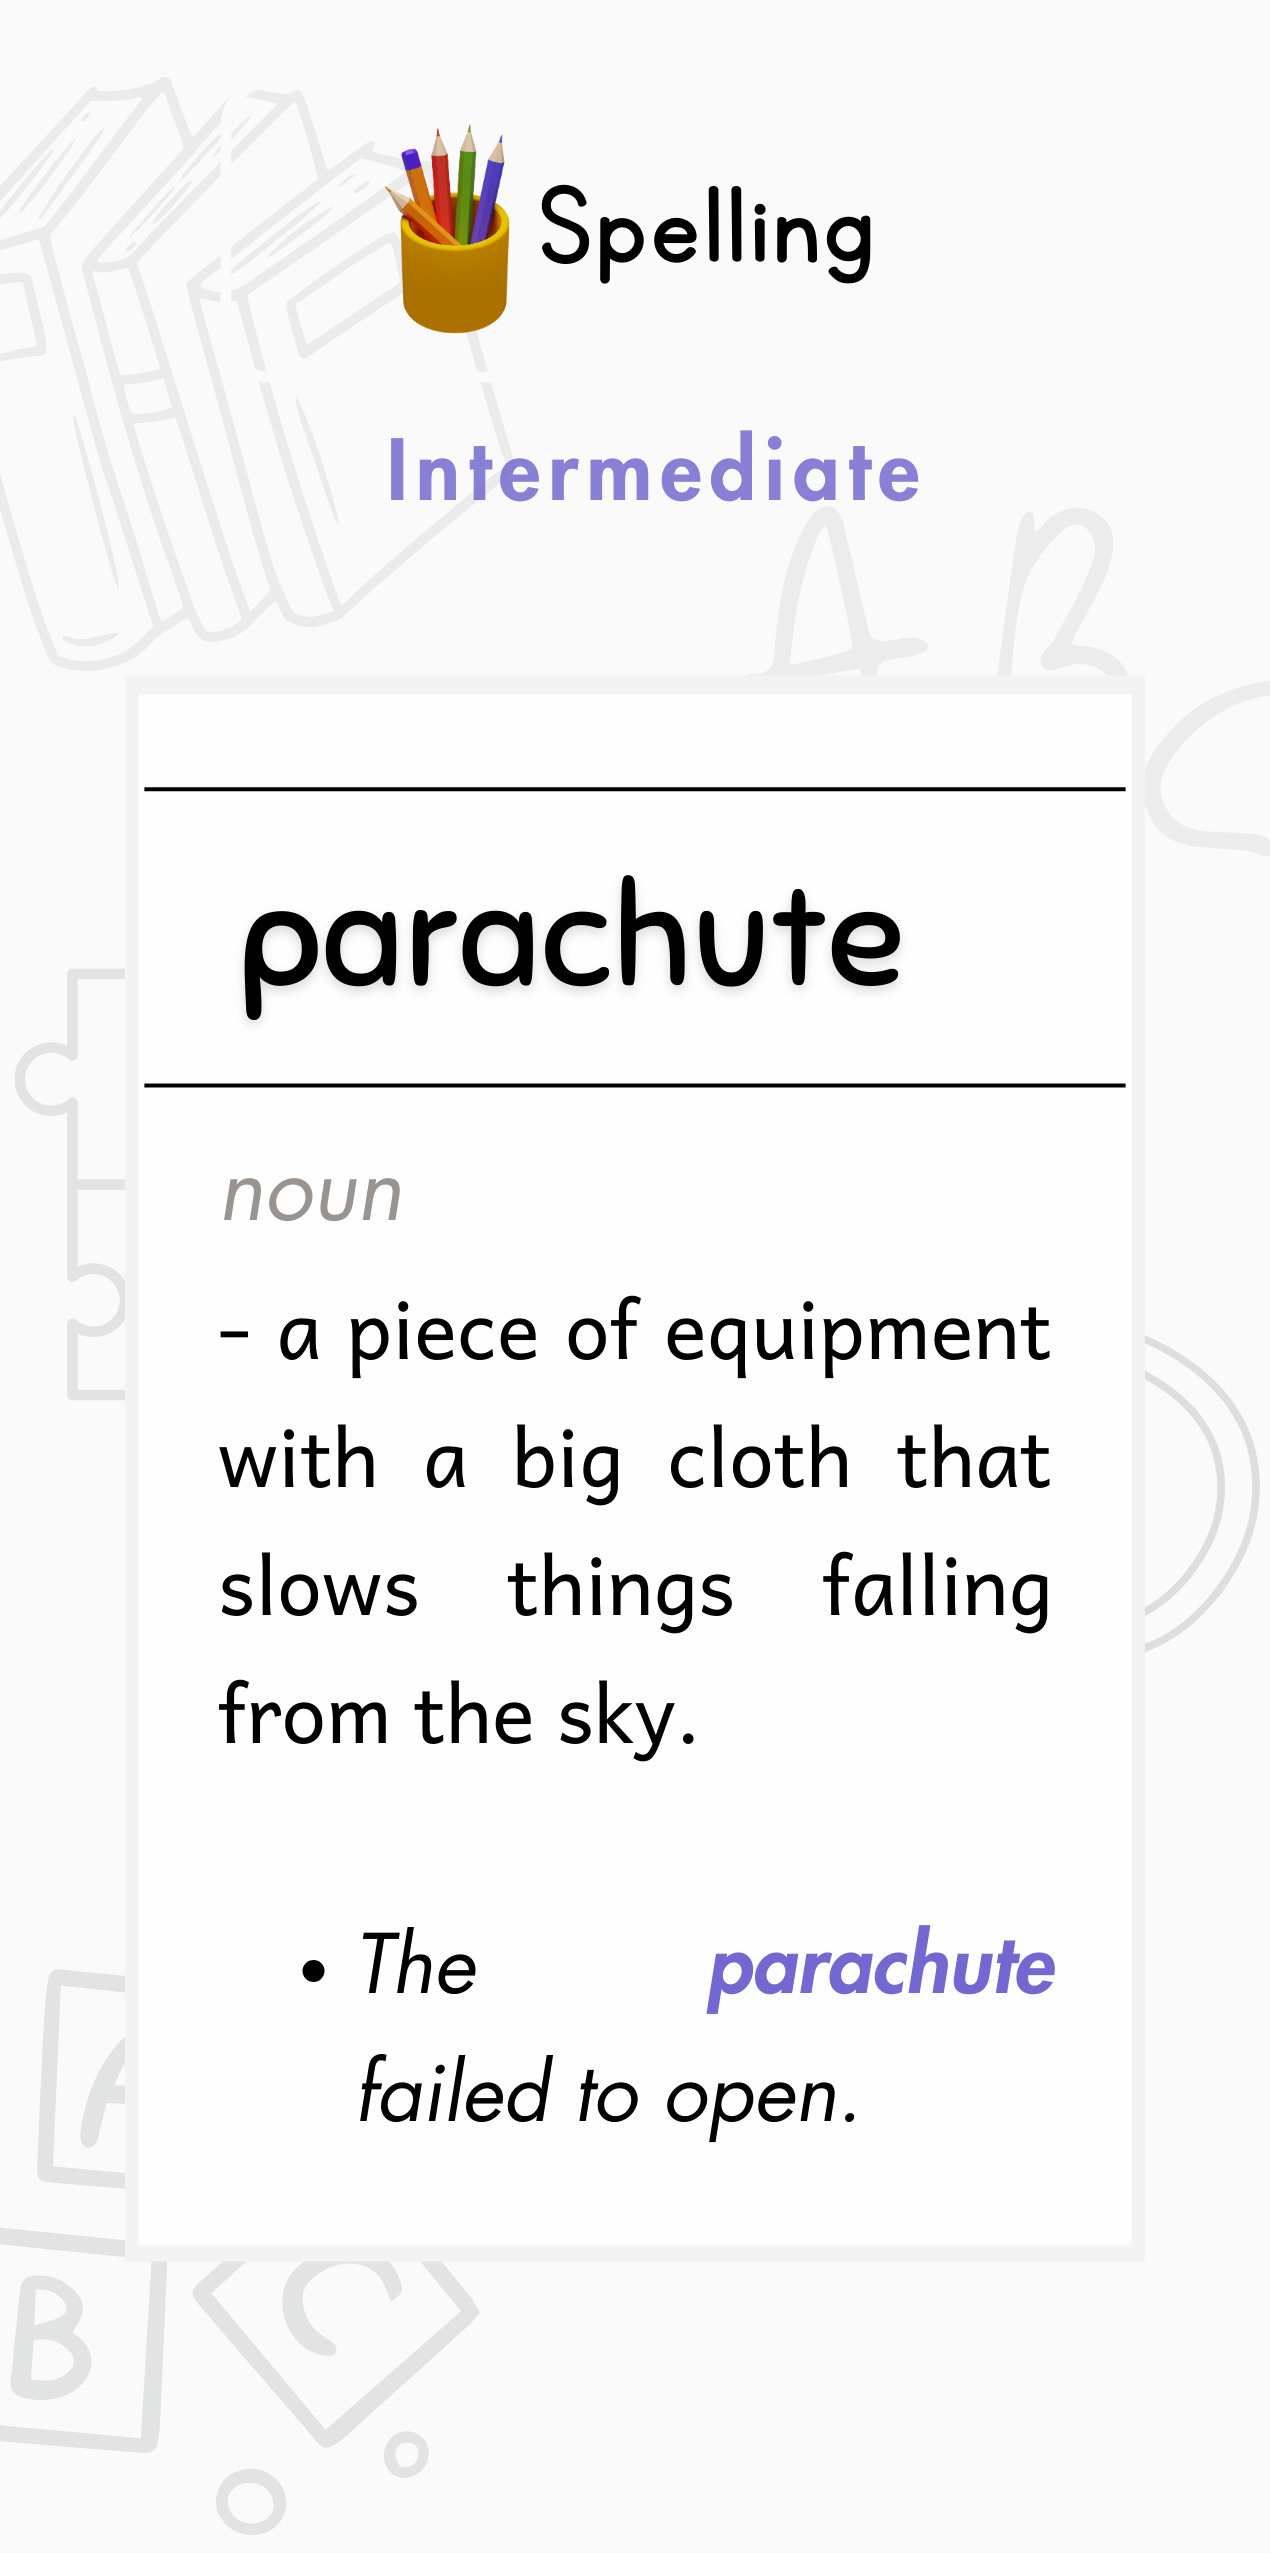 Spelling
Intermediate
A B
parachute
noun
- a piece of equipment
with a big cloth that
slows things falling
from the sky.
• The parachute
failed to open.
A
B
C